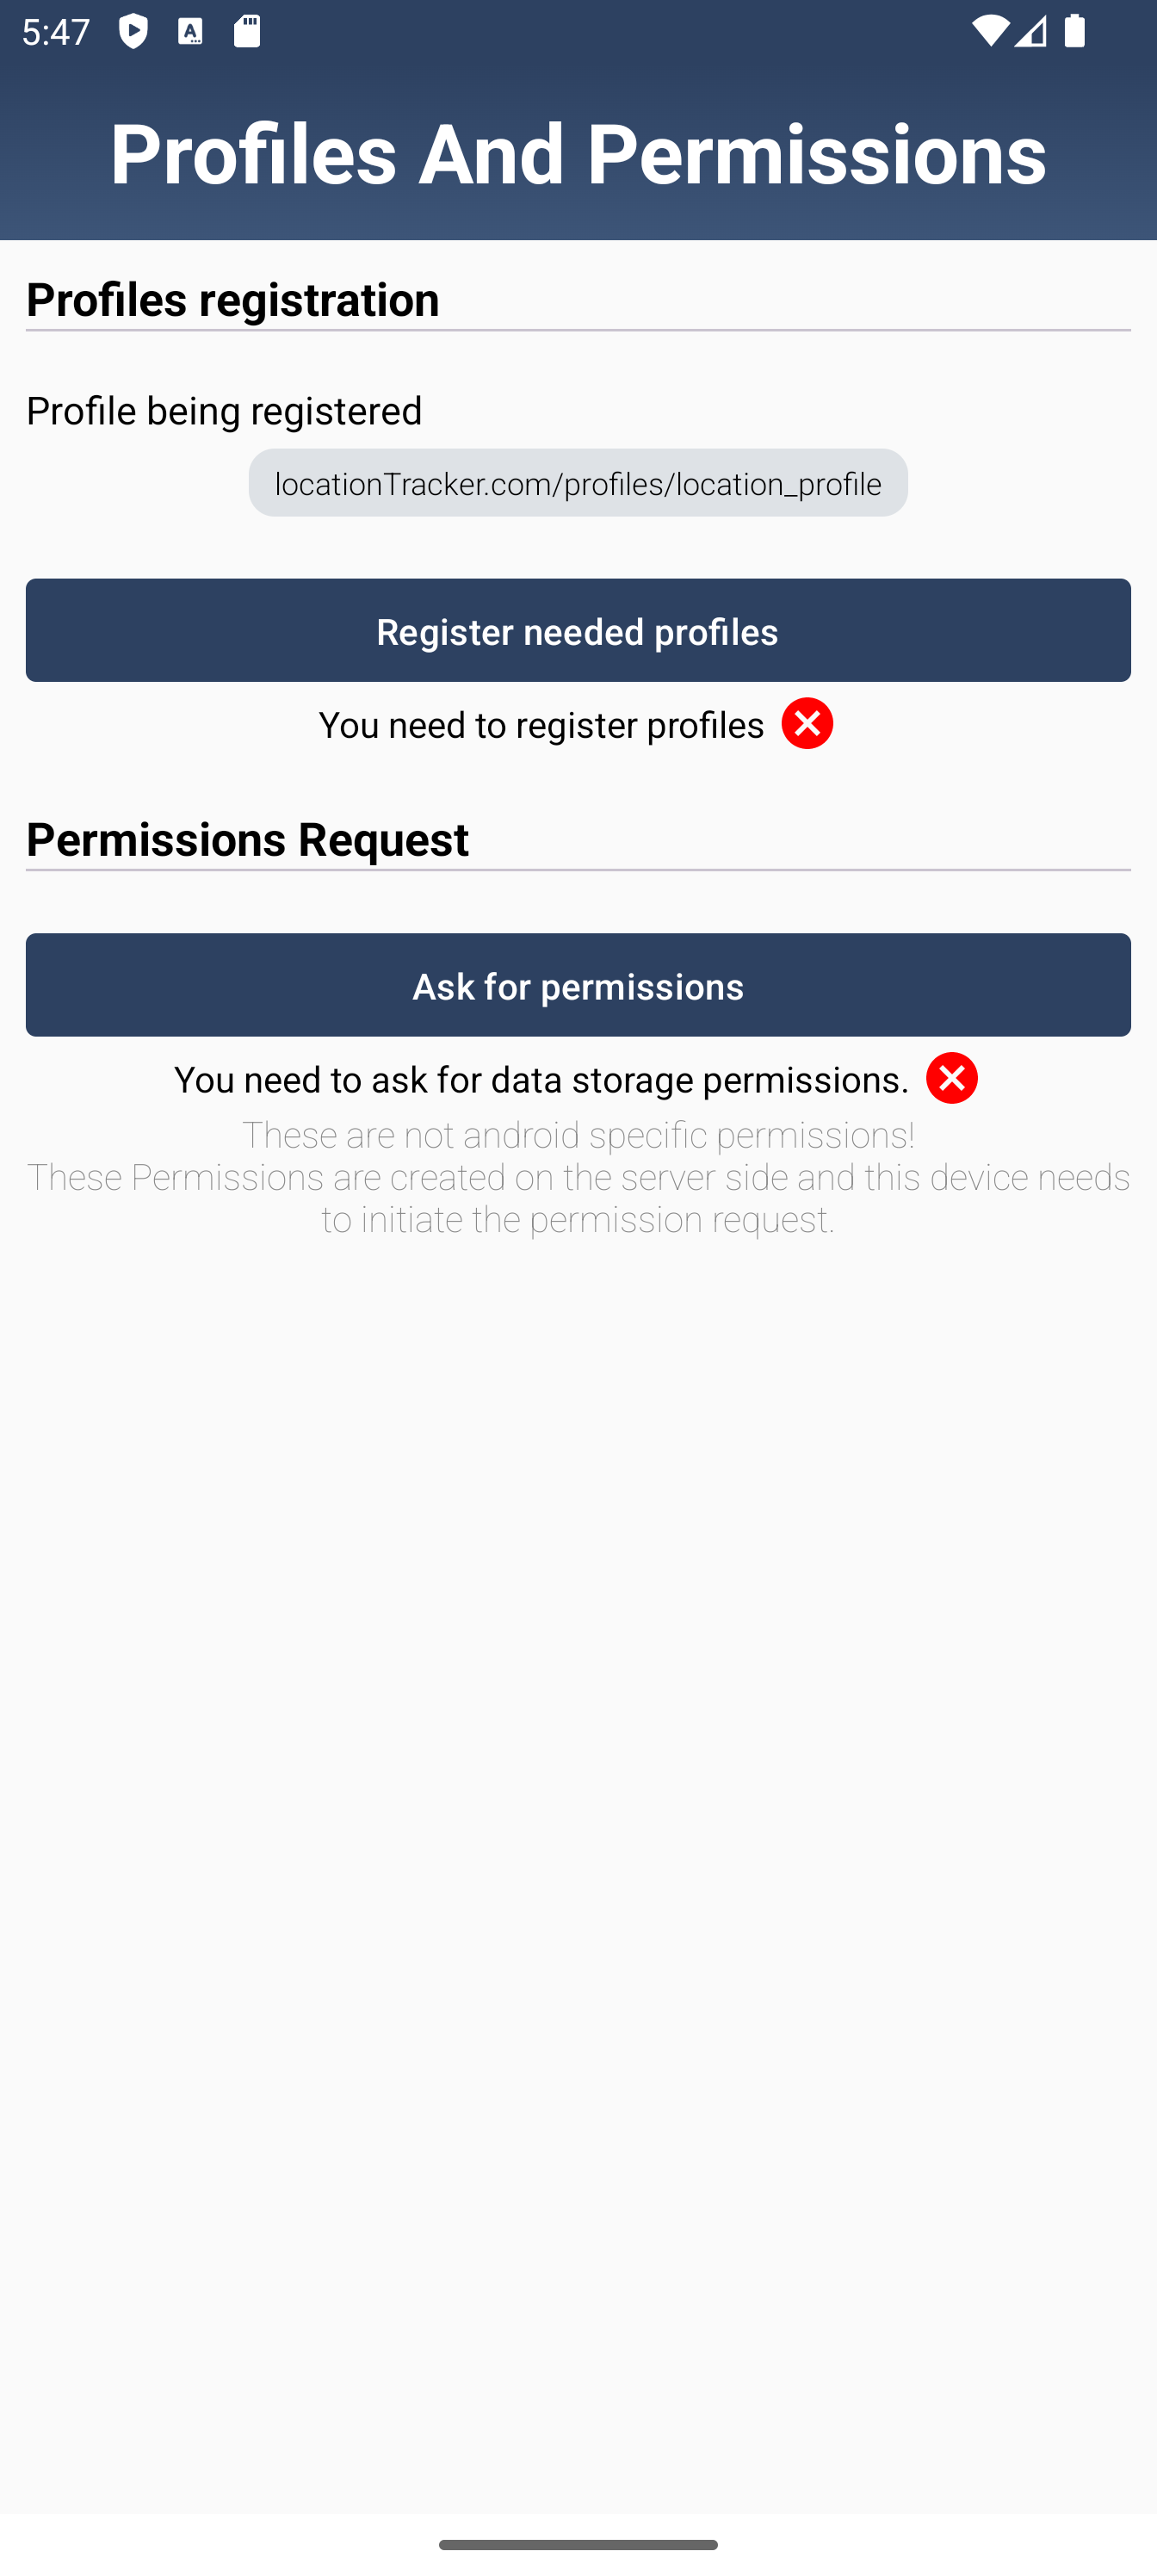 5:47
Profiles And Permissions
Profiles registration
Profile being registered
locationTracker.com/profiles/location_profile
Register needed profiles
You need to register profiles
Permissions Request
Ask for permissions
You need to ask for data storage permissions.
These are not android specific permissions!
These Permissions are created on the server side and this device needs
to initiate the permission request.